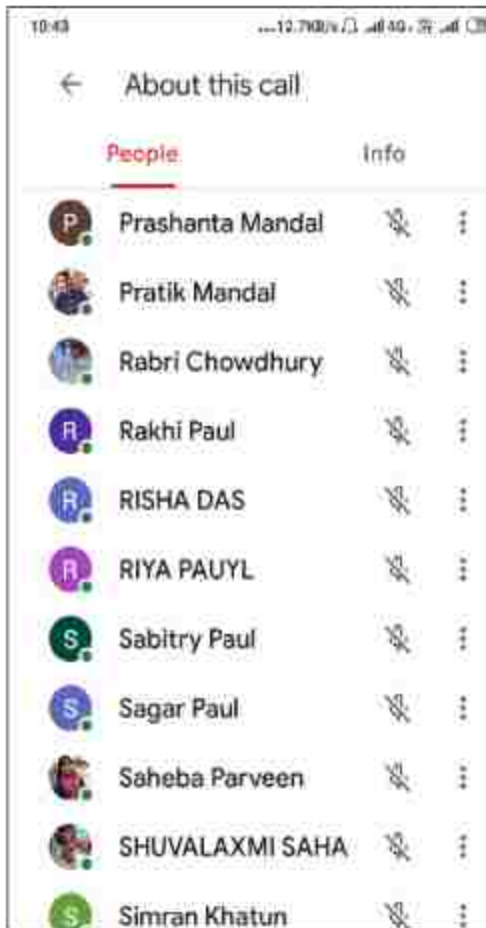 10:43
About this call
People Info
P Prashanta Mandal
Pratik Mandal
Rabri Chowdhury
R Rakhi Paul
R RISHA DAS
R RIYA PAUYL
S Sabitry Paul
S Sagar Paul
Saheba Parveen
SHUVALAXMI SAHA
S Simran Khatun